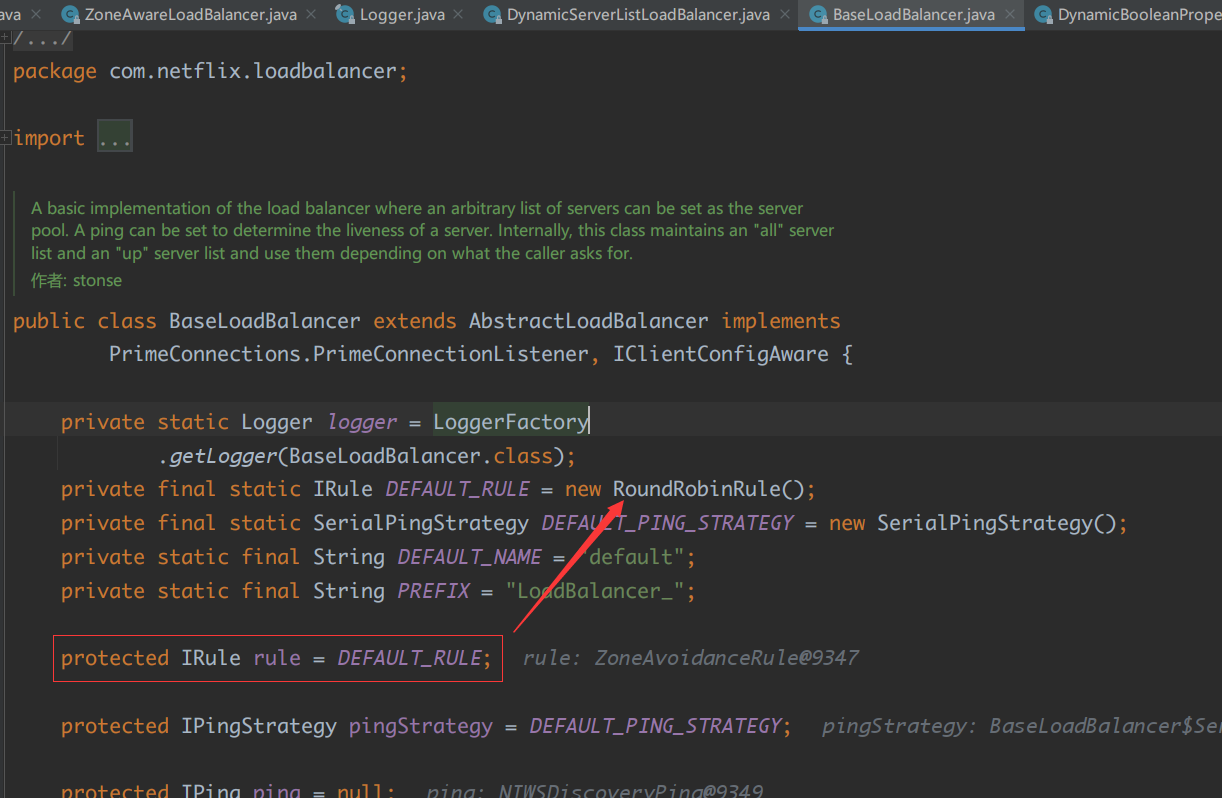 ava
ZoneAwareLoadBalancer.java
Logger.java
DynamicServerListLoadBalancer.java
BaseLoadBalancer.java
DynamicBooleanPrope
/.../
package com.netflix.loadbalancer;
import ...
A basic implementation of the load balancer where an arbitrary list of servers can be set as the server
pool. A ping can be set to determine the liveness of a server. Internally, this class maintains an "all" server
list and an "up" server list and use them depending on what the caller asks for.
作者: stonse
public class BaseLoadBalancer extends AbstractLoadBalancer implements
PrimeConnections.PrimeConnectionListener, IClientConfigAware {
private static Logger logger = LoggerFactory
.getLogger(BaseLoadBalancer.class);
private final static IRule DEFAULT_RULE = new RoundRobinRule();
private final static SerialPingStrategy DEFAULT_PING_STRATEGY = new SerialPingStrategy();
private static final String DEFAULT_NAME = "default";
private static final String PREFIX = "LoadBalancer_";
protected IRule rule = DEFAULT_RULE; rule: ZoneAvoidanceRule@9347
protected IPingStrategy pingStrategy = DEFAULT_PING_STRATEGY; pingStrategy: BaseLoadBalancer$Ser
protected IPing ping = null; ping: NIWSDiscoveryPing@9349